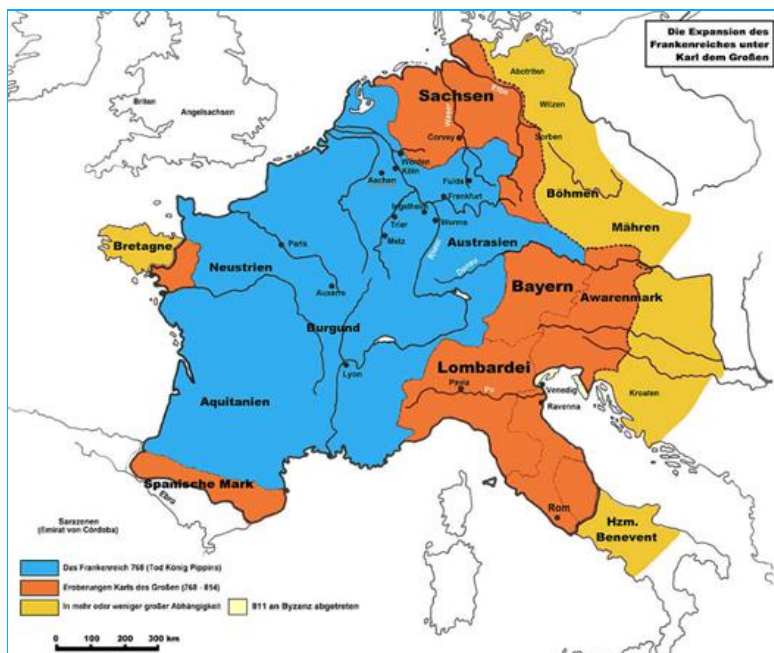 Die Expansion des
Frankenreiches unter
Karl dem Großen
Abotriten
Wilzen
Sachsen
Elbe
Weser
Briten
Angelsachsen
Corvey
Sorben
Werden
Köln
Aachen
Fulda
Frankfurt
Böhmen
Ingelheim
Trier
Worms
Mähren
Bretagne
Paris
Metz
Rhein
Austrasien
Neustrien
Donau
Auxerre
Bayern
Awarenmark
Burgund
Lyon
Lombardei
Pavia
Po
Venedig
Ravenna
Kroaten
Aquitanien
Spanische Mark
Ebro
Rom
Hzm.
Benevent
Sarazenen
(Emirat von Córdoba)
Das Frankenreich 768 (Tod König Pippins)
Eroberungen Karls des Großen (768 - 814)
In mehr oder weniger großer Abhängigkeit
811 an Byzanz abgetreten
0 100 200 300 km